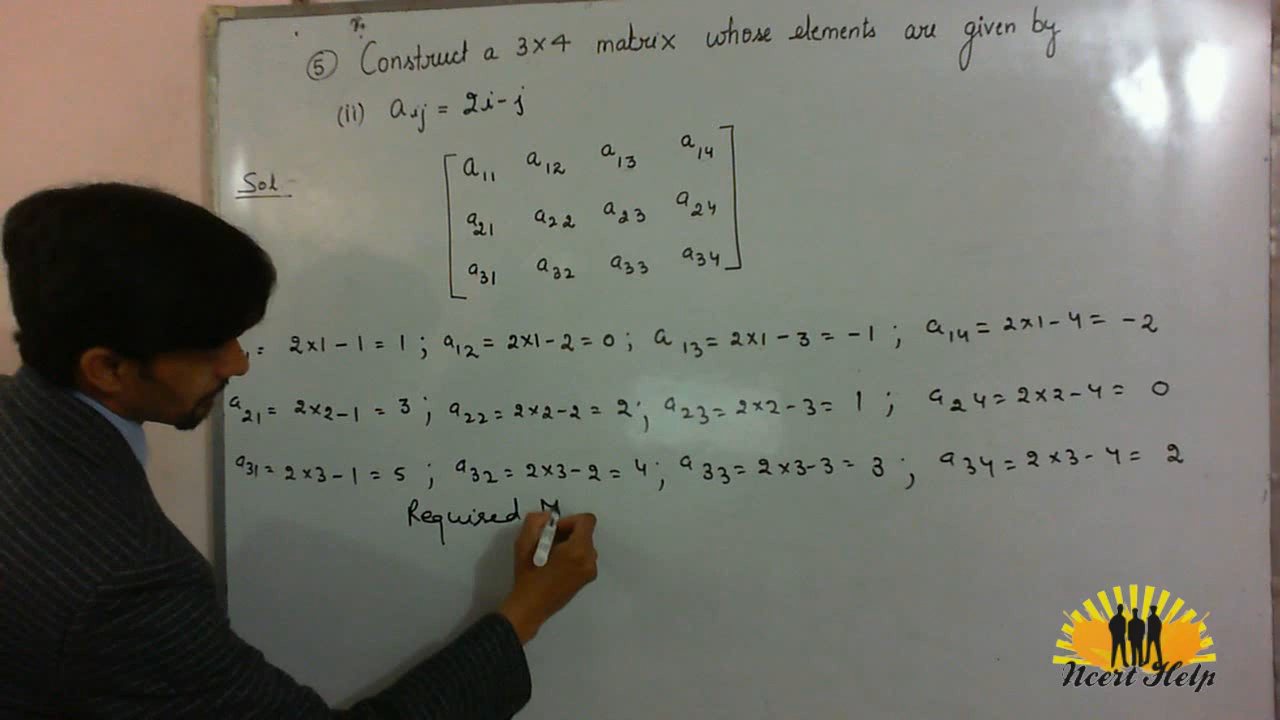 ⑤ Construct a 3×4 matrix whose elements are given by
(ii) aij = 2i - j
Sol -
a11 a12 a13 a14
a21 a22 a23 a24
a31 a32 a33 a34
= 2×1-1=1 ; a12 = 2×1-2=0 ; a13 = 2×1-3=-1 ; a14 = 2×1-4=-2
a21 = 2×2-1=3 ; a22 = 2×2-2=2 ; a23 = 2×2-3=1 ; a24 = 2×2-4=0
a31 = 2×3-1=5 ; a32 = 2×3-2=4 ; a33 = 2×3-3=3 ; a34 = 2×3-4=2
Required M
Ncert Help